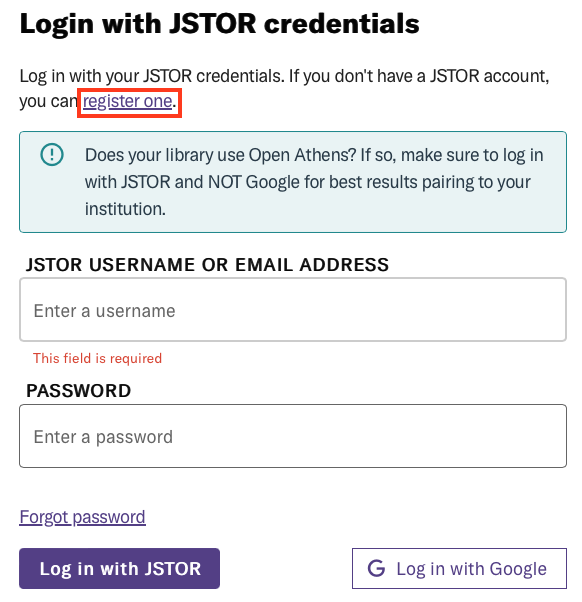 Login with JSTOR credentials
Log in with your JSTOR credentials. If you don't have a JSTOR account,
you can register one.
Does your library use Open Athens? If so, make sure to log in
with JSTOR and NOT Google for best results pairing to your
institution.
JSTOR USERNAME OR EMAIL ADDRESS
Enter a username
This field is required
PASSWORD
Enter a password
Forgot password
Log in with JSTOR
G Log in with Google